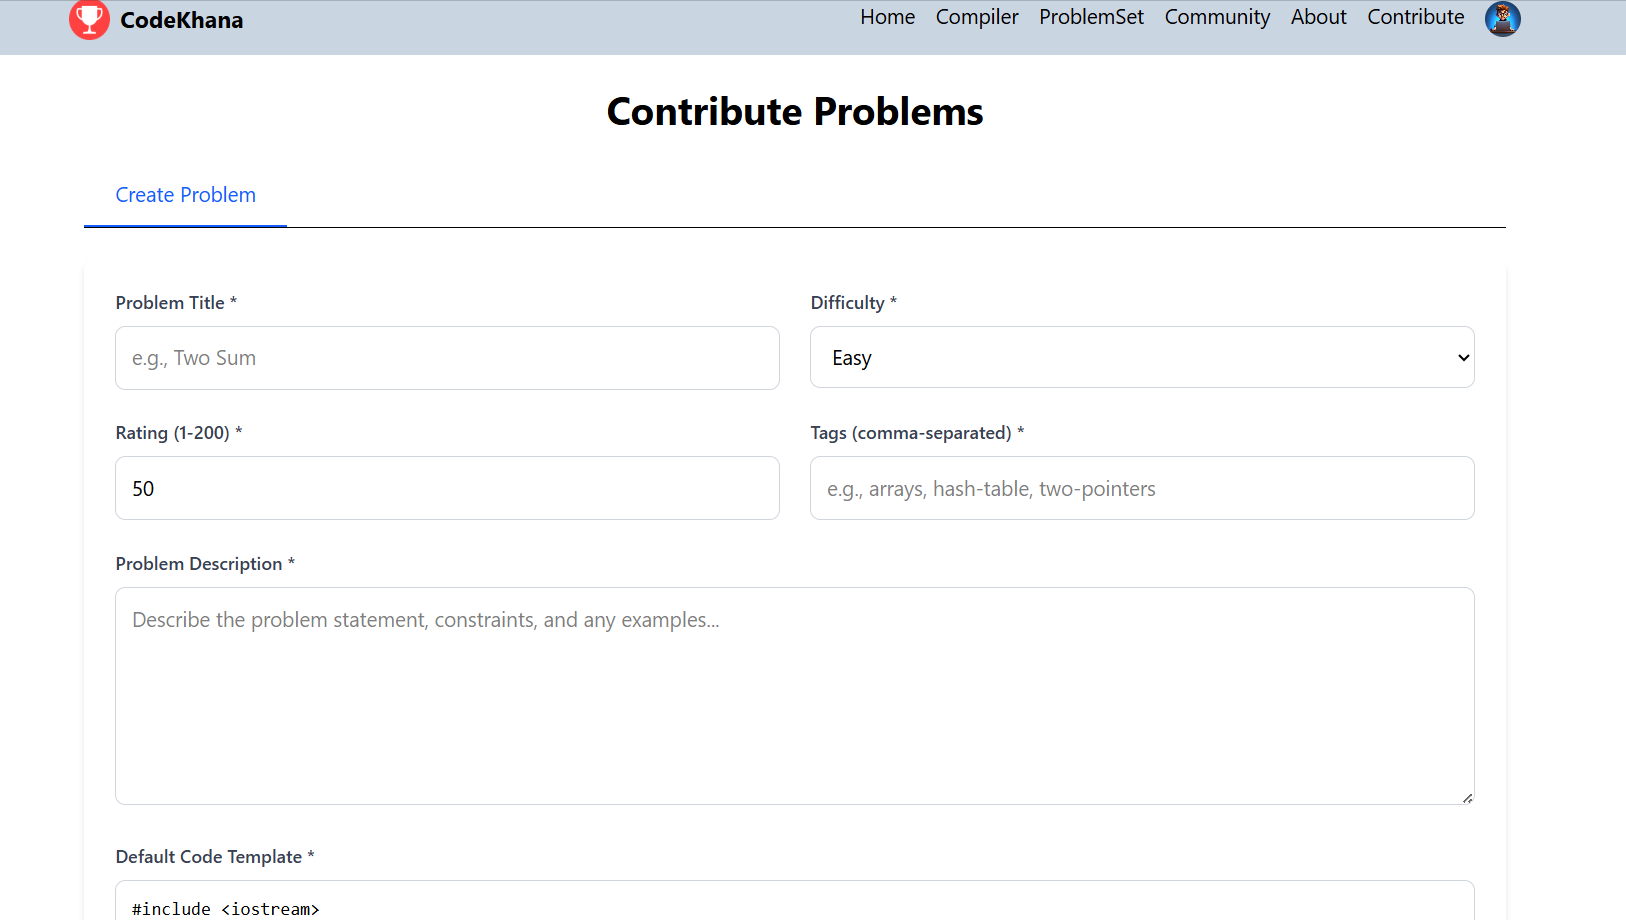 CodeKhana
Home Compiler ProblemSet Community About Contribute
Contribute Problems
Create Problem
Problem Title *
e.g., Two Sum
Difficulty *
Easy
Rating (1-200) *
50
Tags (comma-separated) *
e.g., arrays, hash-table, two-pointers
Problem Description *
Describe the problem statement, constraints, and any examples...
Default Code Template *
#include <iostream>